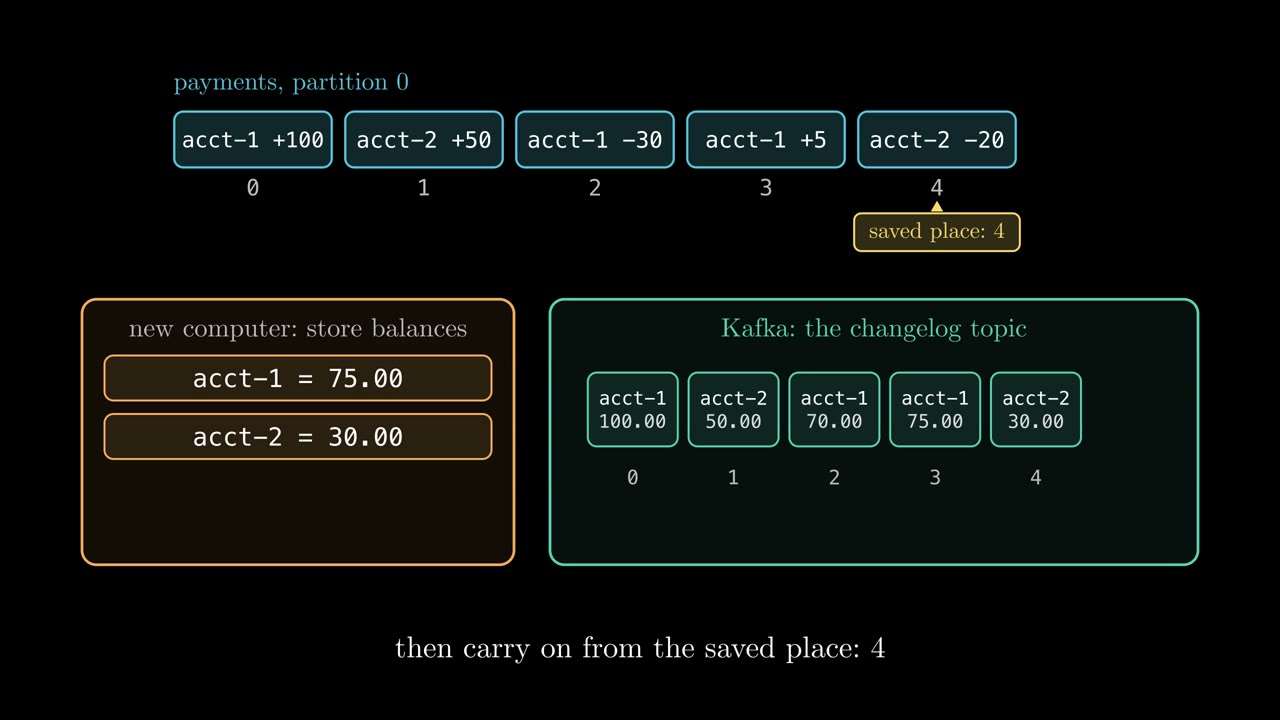 payments, partition 0
acct-1 +100
acct-2 +50
acct-1 -30
acct-1 +5
acct-2 -20
0
1
2
3
4
saved place: 4
new computer: store balances
acct-1 = 75.00
acct-2 = 30.00
Kafka: the changelog topic
acct-1
100.00
acct-2
50.00
acct-1
70.00
acct-1
75.00
acct-2
30.00
0
1
2
3
4
then carry on from the saved place: 4